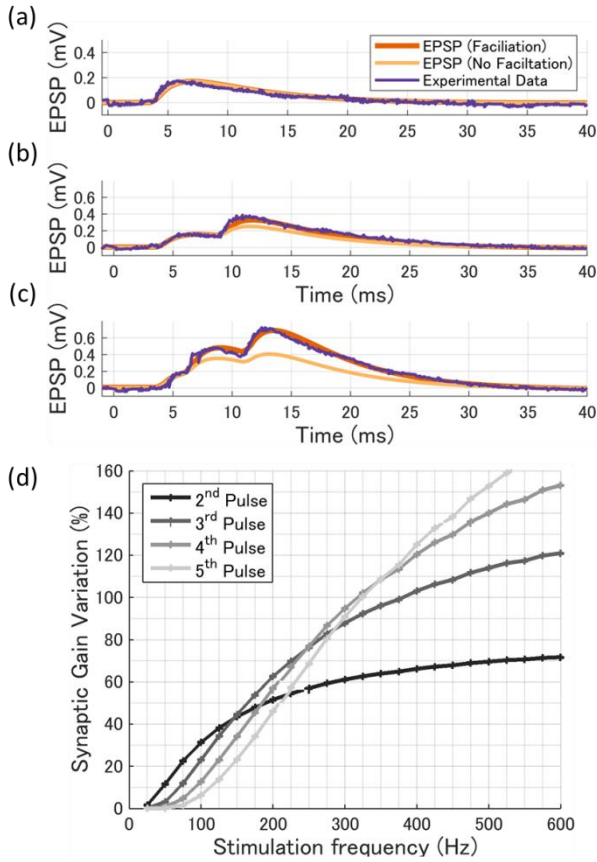 (a)
EPSP (mV)
0.4
0.2
0
EPSP (Faciliation)
EPSP (No Faciltation)
Experimental Data
0 5 10 15 20 25 30 35 40
(b)
EPSP (mV)
0.6
0.4
0.2
0
0 5 10 15 20 25 30 35 40
Time (ms)
(c)
EPSP (mV)
0.6
0.4
0.2
0
0 5 10 15 20 25 30 35 40
Time (ms)
(d)
Synaptic Gain Variation (%)
160
140
120
100
80
60
40
20
0
2nd Pulse
3rd Pulse
4th Pulse
5th Pulse
0 100 200 300 400 500 600
Stimulation frequency (Hz)